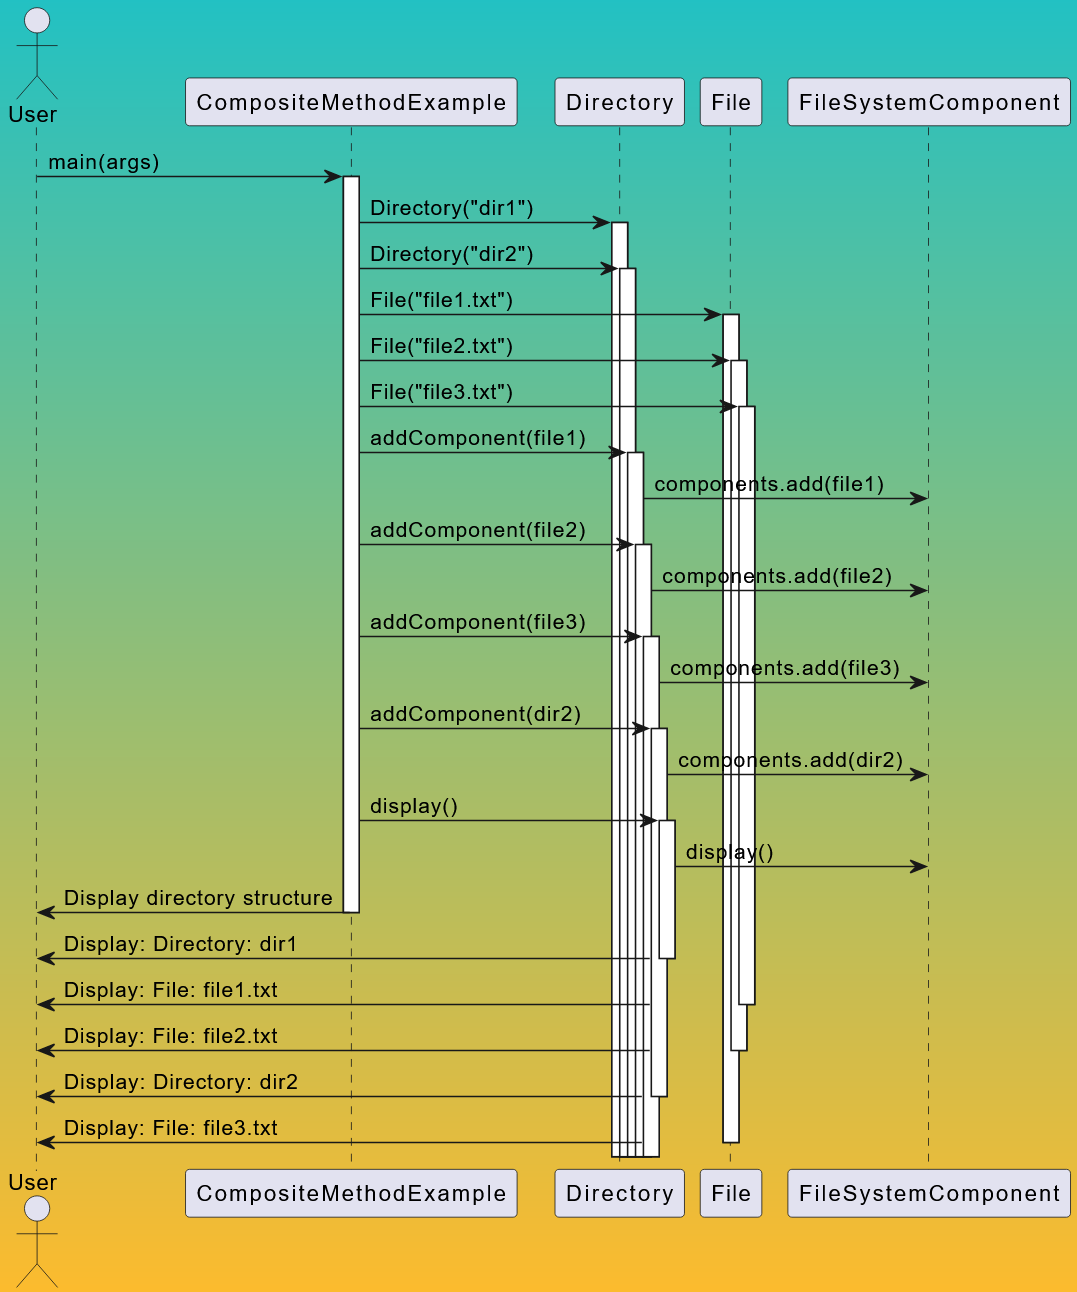 User
CompositeMethodExample
Directory
File
FileSystemComponent
main(args)
Directory("dir1")
Directory("dir2")
File("file1.txt")
File("file2.txt")
File("file3.txt")
addComponent(file1)
components.add(file1)
addComponent(file2)
components.add(file2)
addComponent(file3)
components.add(file3)
addComponent(dir2)
components.add(dir2)
display()
display()
Display directory structure
Display: Directory: dir1
Display: File: file1.txt
Display: File: file2.txt
Display: Directory: dir2
Display: File: file3.txt
User
CompositeMethodExample
Directory
File
FileSystemComponent